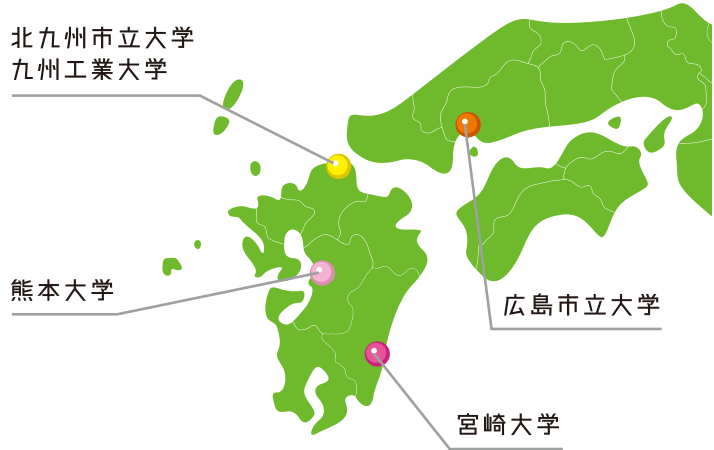 北九州市立大学
九州工業大学
熊本大学
広島市立大学
宮崎大学